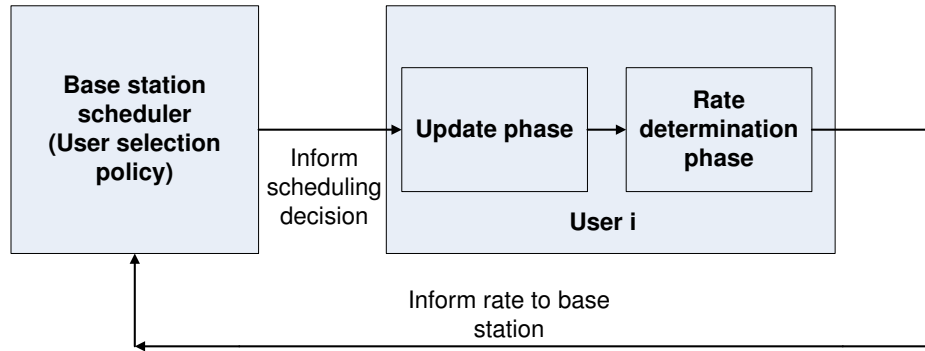 Base station
scheduler
(User selection
policy)
Inform
scheduling
decision
Update phase
Rate
determination
phase
User i
Inform rate to base
station